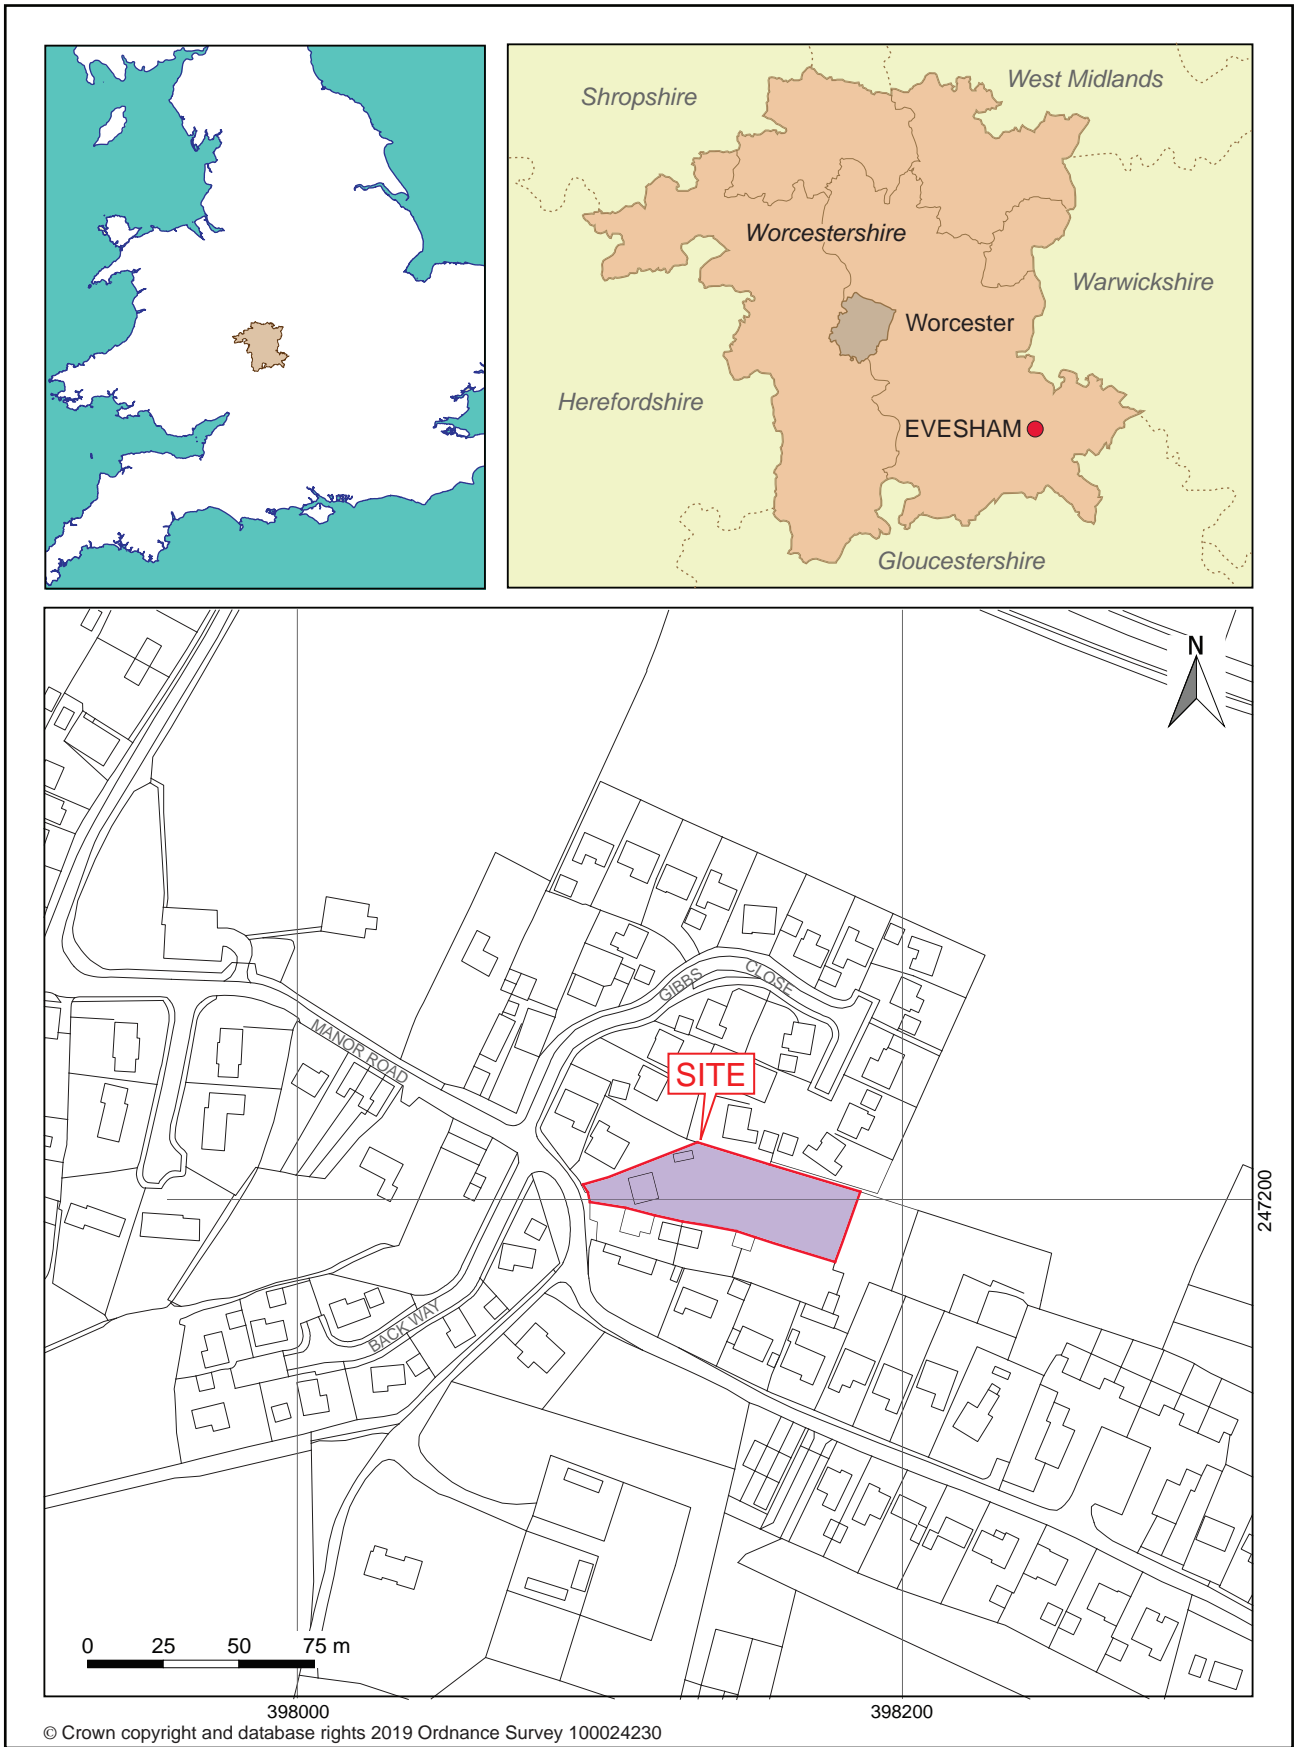 Shropshire
West Midlands
Worcestershire
Warwickshire
Worcester
Herefordshire
EVESHAM
Gloucestershire
N
GIBBS CLOSE
MANOR ROAD
SITE
247200
BACK WAY
0 25 50 75 m
398000
398200
© Crown copyright and database rights 2019 Ordnance Survey 100024230